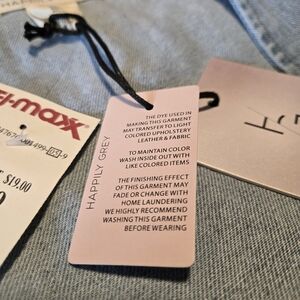 T-J-maxx
HAPPILY GREY
THE DYE USED IN
MAKING THIS GARMENT
MAY TRANSFER TO LIGHT
COLORED UPHOLSTERY
LEATHER & FABRIC
TO MAINTAIN COLOR
WASH INSIDE OUT WITH
LIKE COLORED ITEMS
THE FINISHING EFFECT
OF THIS GARMENT MAY
FADE OR CHANGE WITH
HOME LAUNDERING
WE HIGHLY RECOMMEND
WASHING THIS GARMENT
BEFORE WEARING
$19.00